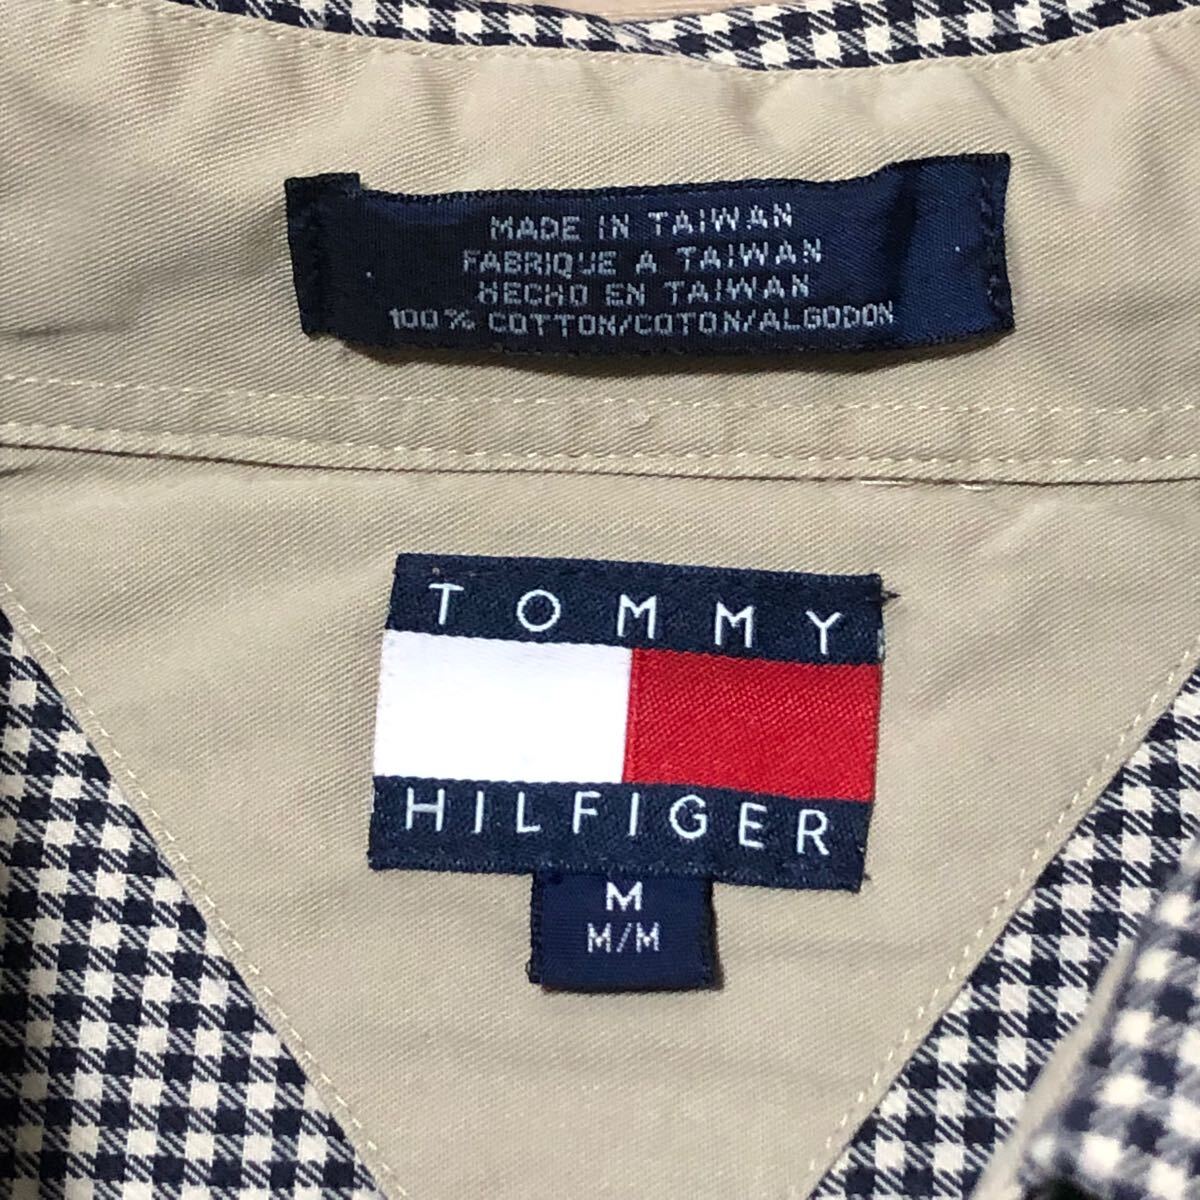 MADE IN TAIWAN
FABRIQUE A TAIWAN
HECHO EN TAIWAN
100% COTTON/COTON/ALGODON
TOMMY
HILFIGER
M
M/M